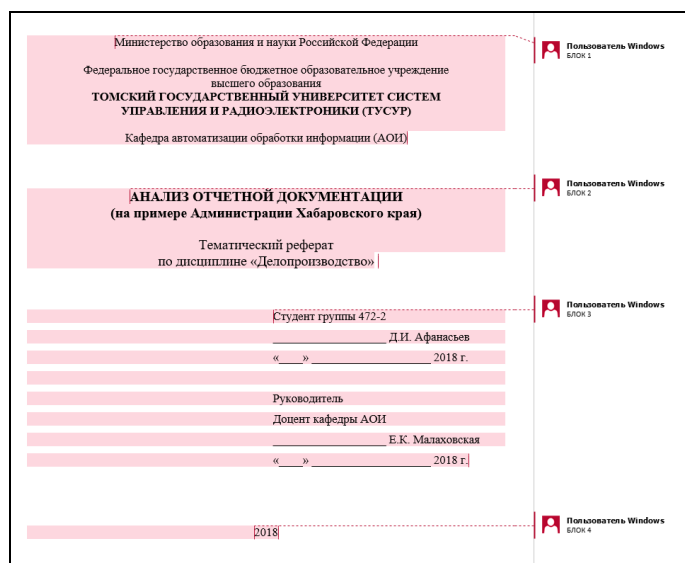 Министерство образования и науки Российской Федерации
Пользователь Windows
БЛОК 1
Федеральное государственное бюджетное образовательное учреждение
высшего образования
ТОМСКИЙ ГОСУДАРСТВЕННЫЙ УНИВЕРСИТЕТ СИСТЕМ
УПРАВЛЕНИЯ И РАДИОЭЛЕКТРОНИКИ (ТУСУР)
Кафедра автоматизации обработки информации (АОИ)
Пользователь Windows
БЛОК 2
АНАЛИЗ ОТЧЕТНОЙ ДОКУМЕНТАЦИИ
(на примере Администрации Хабаровского края)
Тематический реферат
по дисциплине «Делопроизводство»
Пользователь Windows
БЛОК 3
Студент группы 472-2
___________________ Д.И. Афанасьев
«____» ____________________ 2018 г.
Руководитель
Доцент кафедры АОИ
___________________ Е.К. Малаховская
«____» ____________________ 2018 г.
Пользователь Windows
БЛОК 4
2018